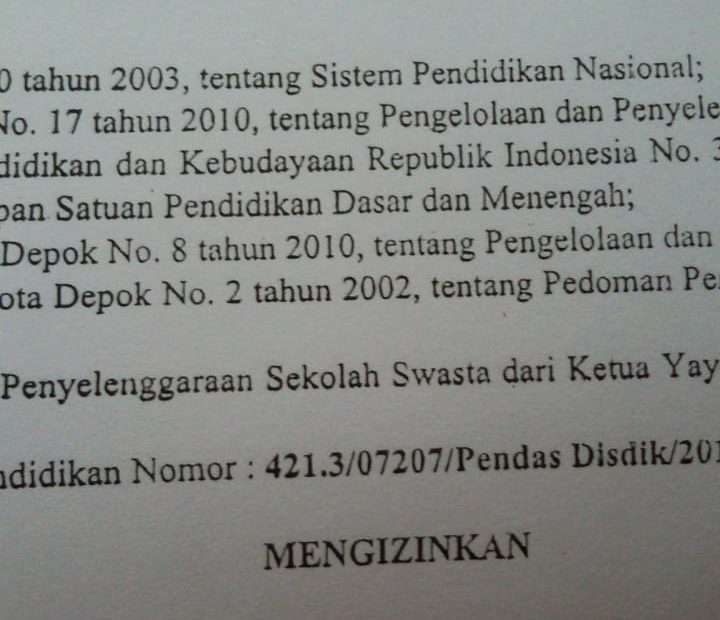 0 tahun 2003, tentang Sistem Pendidikan Nasional;
No. 17 tahun 2010, tentang Pengelolaan dan Penyele
didikan dan Kebudayaan Republik Indonesia No. 3
pan Satuan Pendidikan Dasar dan Menengah;
Depok No. 8 tahun 2010, tentang Pengelolaan dan
ota Depok No. 2 tahun 2002, tentang Pedoman Pe
Penyelenggaraan Sekolah Swasta dari Ketua Yay
ndidikan Nomor : 421.3/07207/Pendas Disdik/201
MENGIZINKAN